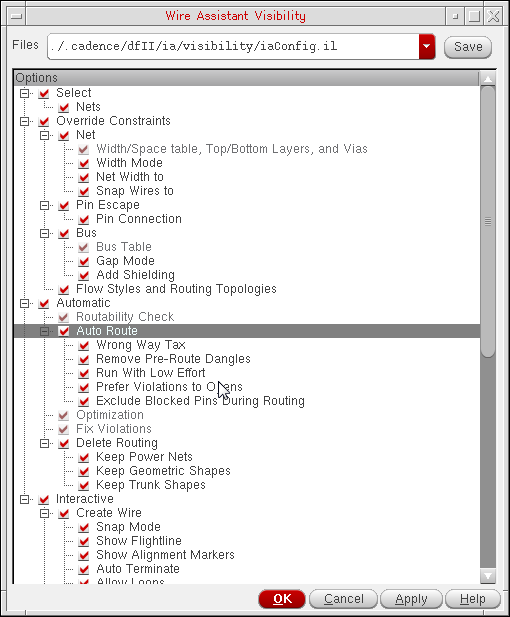 Wire Assistant Visibility
Files ./.cadence/dfII/ia/visibility/iaConfig.il Save
Options
Select
Nets
Override Constraints
Net
Width/Space table, Top/Bottom Layers, and Vias
Width Mode
Net Width to
Snap Wires to
Pin Escape
Pin Connection
Bus
Bus Table
Gap Mode
Add Shielding
Flow Styles and Routing Topologies
Automatic
Routability Check
Auto Route
Wrong Way Tax
Remove Pre-Route Dangles
Run With Low Effort
Prefer Violations to Opens
Exclude Blocked Pins During Routing
Optimization
Fix Violations
Delete Routing
Keep Power Nets
Keep Geometric Shapes
Keep Trunk Shapes
Interactive
Create Wire
Snap Mode
Show Flightline
Show Alignment Markers
Auto Terminate
Allow Loops
OK Cancel Apply Help